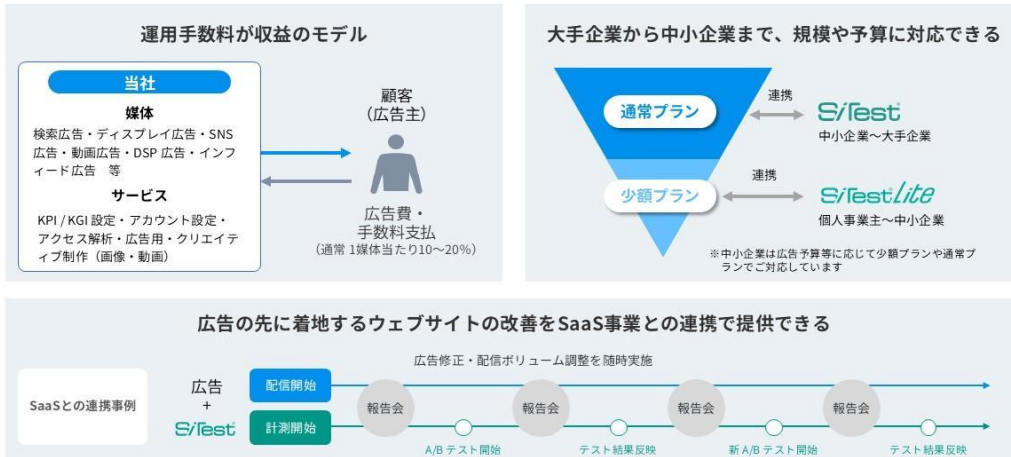 運用手数料が収益のモデル
当社
媒体
検索広告・ディスプレイ広告・SNS
広告・動画広告・DSP 広告・インフ
ィード広告　等
サービス
KPI / KGI 設定・アカウント設定・
アクセス解析・広告用・クリエイテ
ィブ制作（画像・動画）
顧客
（広告主）
広告費・
手数料支払
（通常 1媒体当たり10〜20%）
大手企業から中小企業まで、規模や予算に対応できる
通常プラン
連携
SiTest
中小企業〜大手企業
少額プラン
連携
SiTest Lite
個人事業主〜中小企業
※中小企業は広告予算等に応じて少額プランや通常プ
ランでご対応しています
広告の先に着地するウェブサイトの改善をSaaS事業との連携で提供できる
SaaSとの連携事例
広告
+
SiTest
広告修正・配信ボリューム調整を随時実施
配信開始
計測開始
報告会
報告会
報告会
報告会
A/B テスト開始
テスト結果反映
新 A/B テスト開始
テスト結果反映